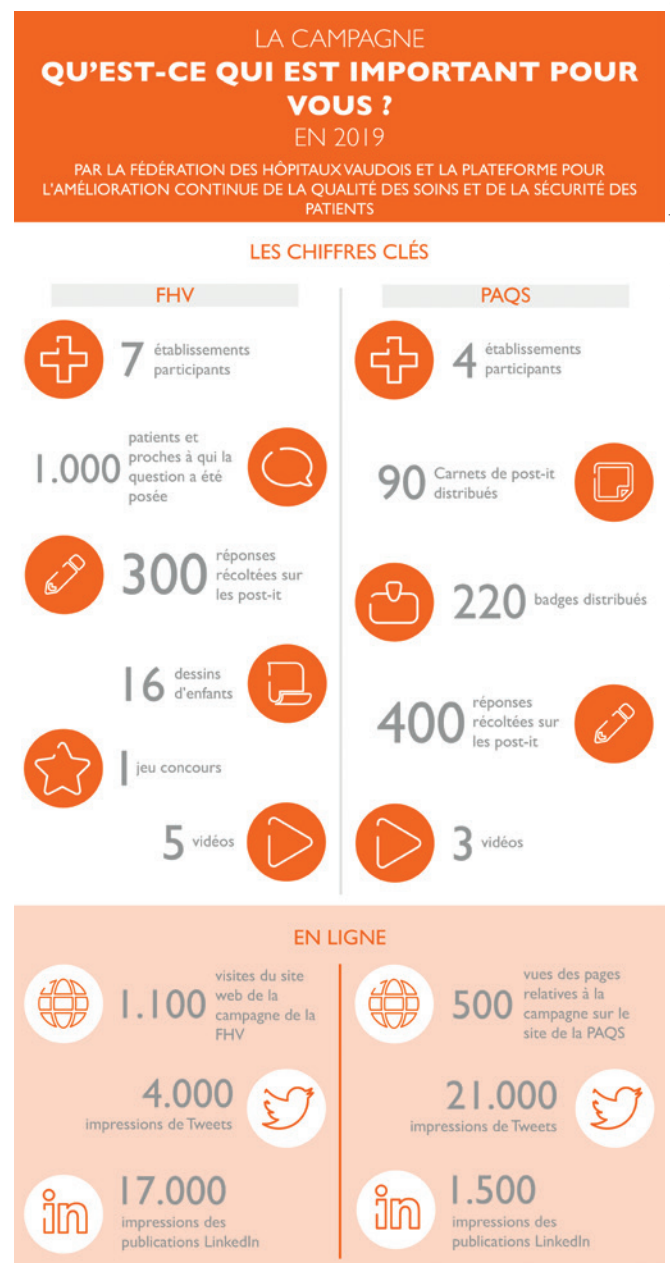 LA CAMPAGNE
QU'EST-CE QUI EST IMPORTANT POUR
VOUS ?
EN 2019
PAR LA FÉDÉRATION DES HÔPITAUX VAUDOIS ET LA PLATEFORME POUR
L'AMÉLIORATION CONTINUE DE LA QUALITÉ DES SOINS ET DE LA SÉCURITÉ DES
PATIENTS
LES CHIFFRES CLÉS
FHV
7 établissements
participants
1.000
patients et
proches à qui la
question a été
posée
300
réponses
récoltées sur
les post-it
16
dessins
d'enfants
1 jeu concours
5 vidéos
PAQS
4 établissements
participants
90 Carnets de post-it
distribués
220 badges distribués
400
réponses
récoltées sur
les post-it
3 vidéos
EN LIGNE
1.100
visites du site
web de la
campagne de la
FHV
4.000
impressions de Tweets
in
17.000
impressions des
publications LinkedIn
500
vues des pages
relatives à la
campagne sur le
site de la PAQS
21.000
impressions de Tweets
in
1.500
impressions des
publications LinkedIn